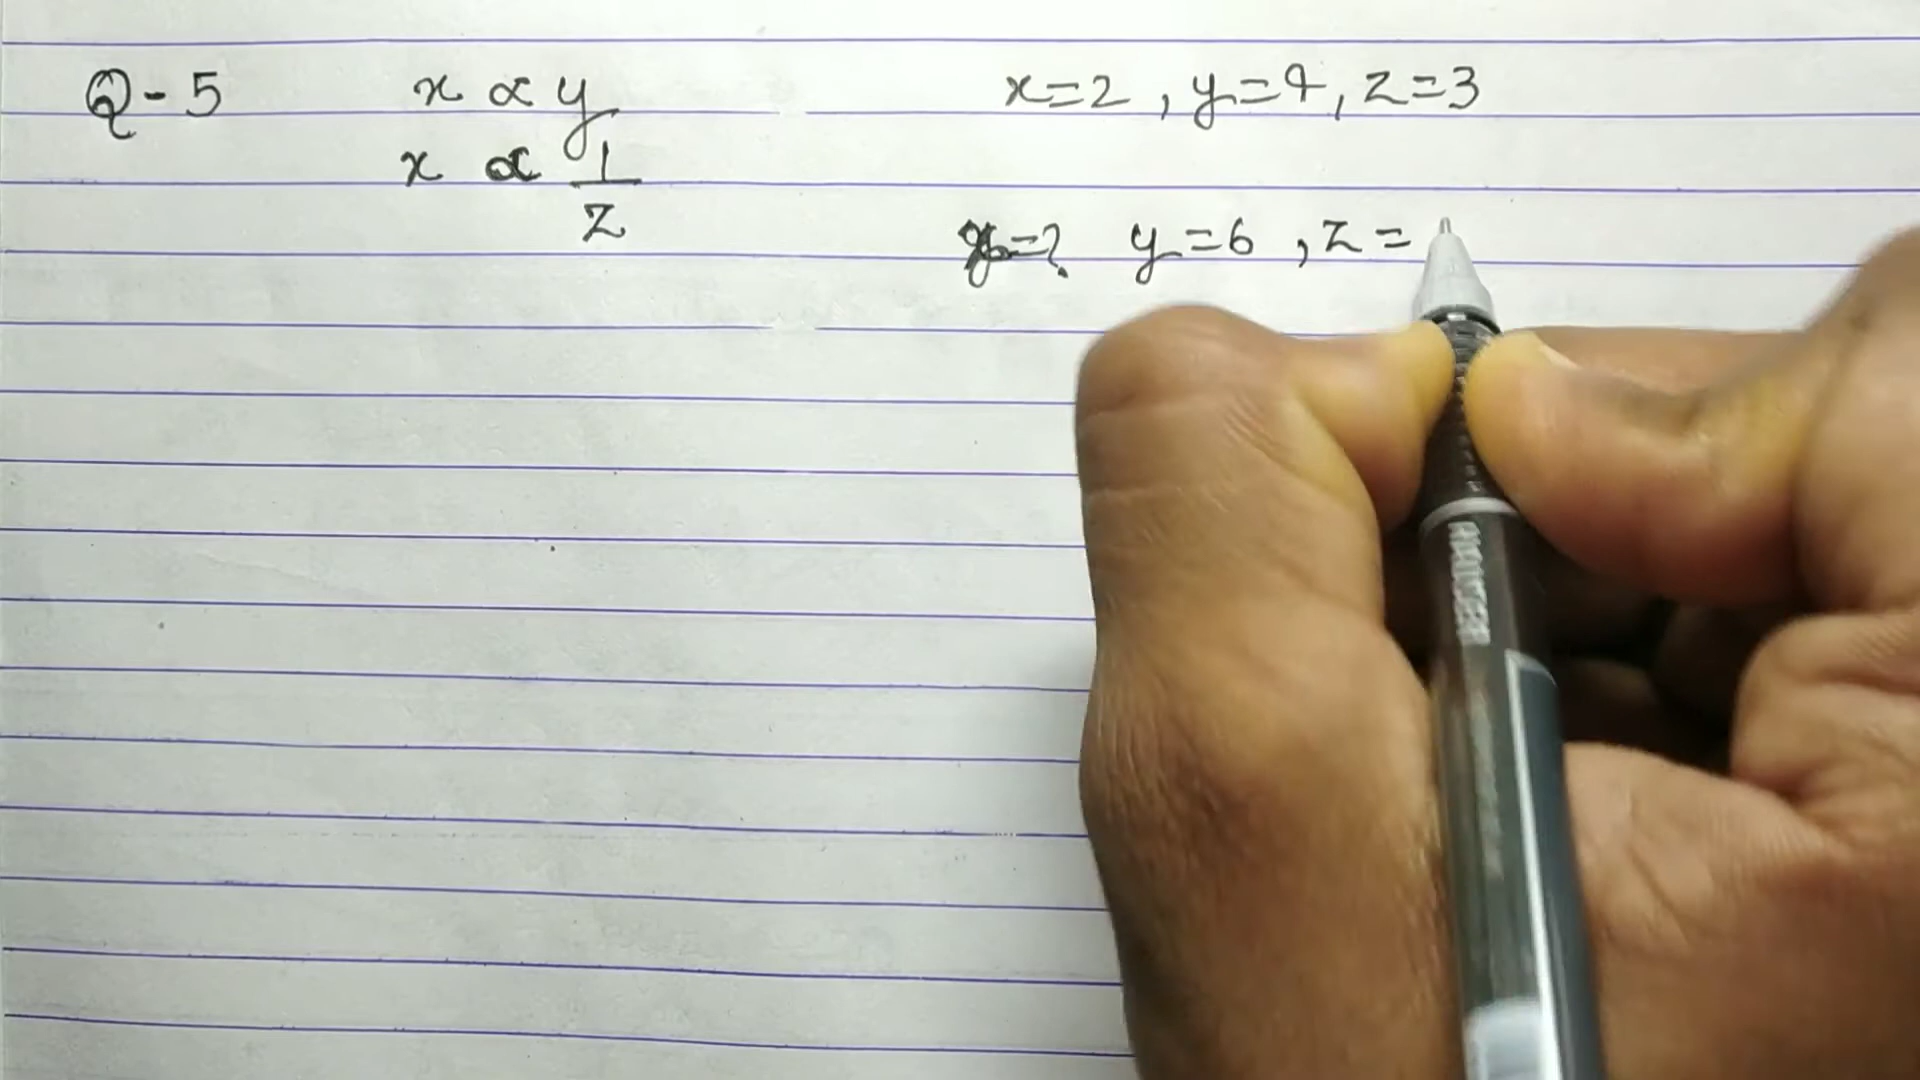 Q-5 x ∝ y x=2, y=4, z=3
x ∝ 1/z
x=? y=6, z=